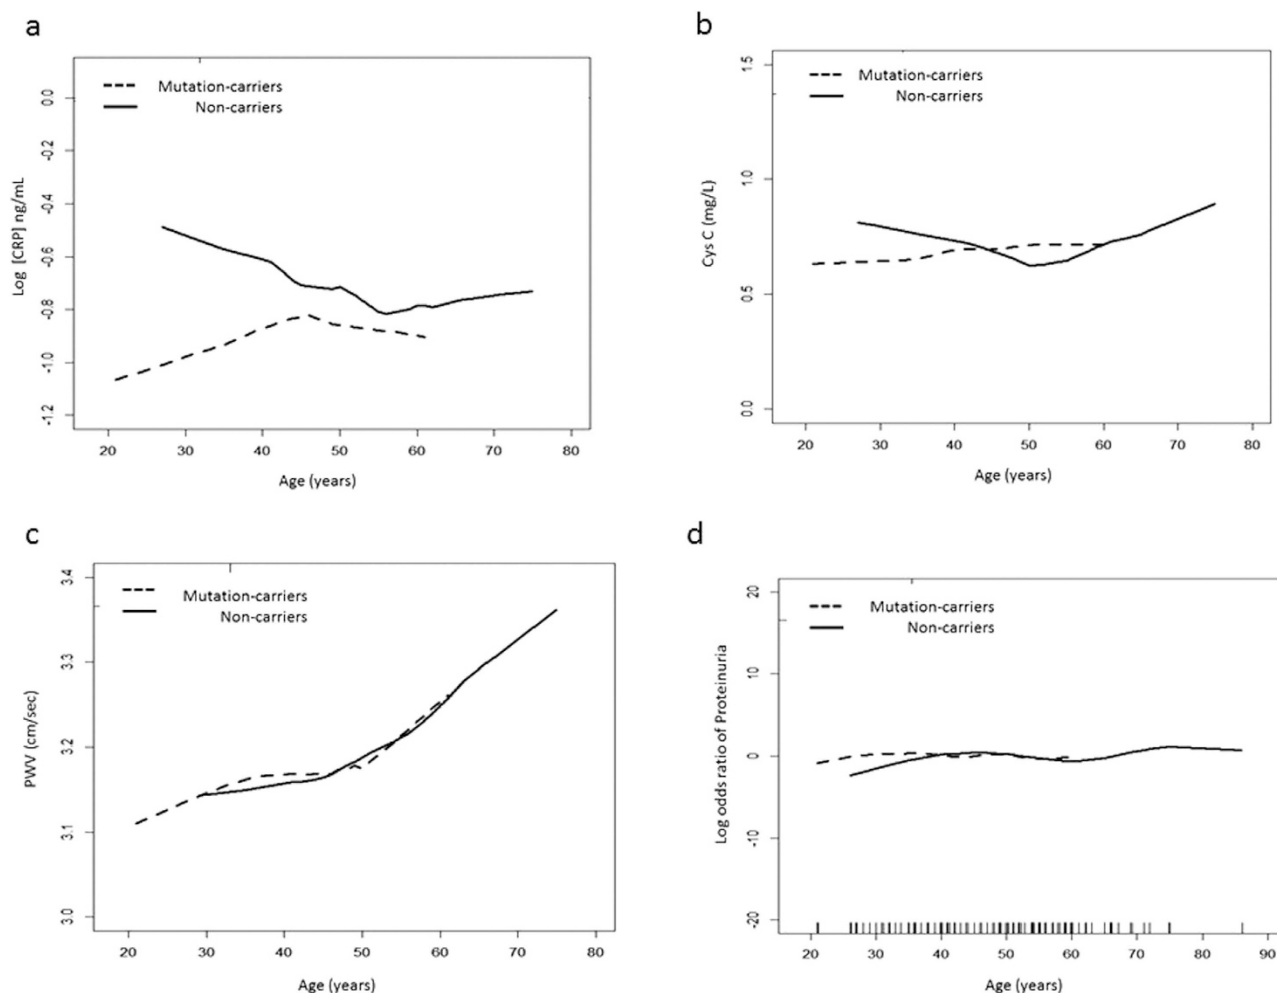 a
Mutation-carriers
Non-carriers
0.0
-0.2
-0.4
-0.6
-0.8
-1.0
-1.2
Log [CRP] ng/mL
20 30 40 50 60 70 80
Age (years)
b
Mutation-carriers
Non-carriers
1.5
1.0
0.5
0.0
Cys C (mg/L)
20 30 40 50 60 70 80
Age (years)
c
Mutation-carriers
Non-carriers
3.4
3.3
3.2
3.1
3.0
PWV (cm/sec)
20 30 40 50 60 70 80
Age (years)
d
Mutation-carriers
Non-carriers
20
10
0
-10
-20
Log odds ratio of Proteinuria
20 30 40 50 60 70 80 90
Age (years)